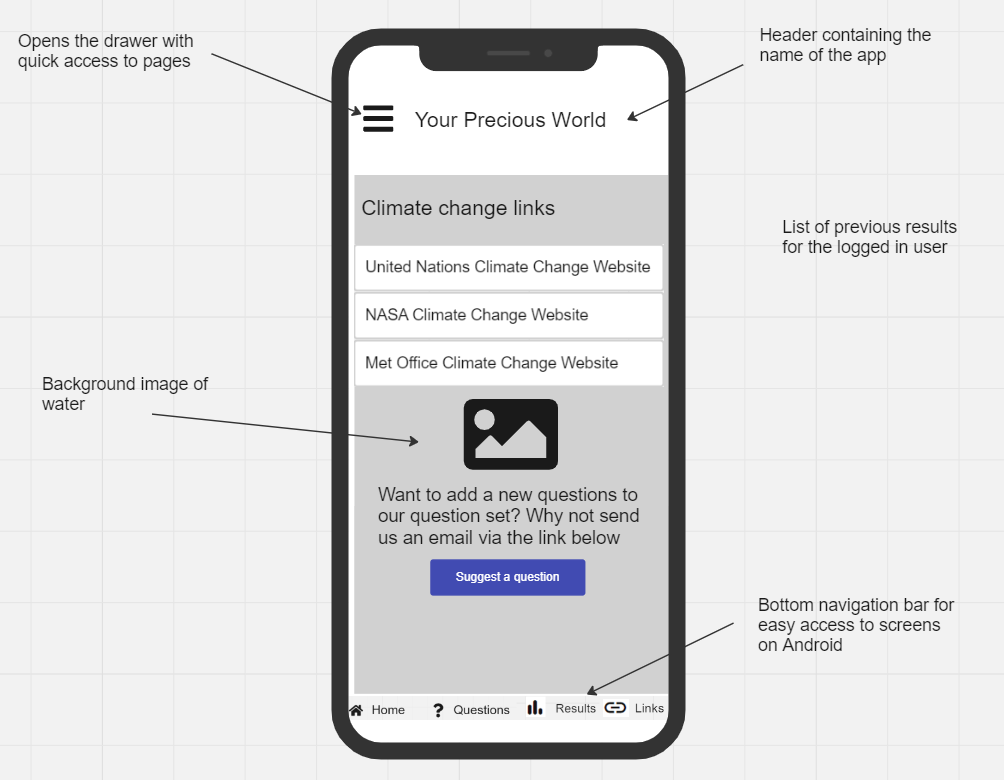 Opens the drawer with
quick access to pages
Header containing the
name of the app
Your Precious World
Climate change links
List of previous results
for the logged in user
United Nations Climate Change Website
NASA Climate Change Website
Met Office Climate Change Website
Background image of
water
Want to add a new questions to
our question set? Why not send
us an email via the link below
Suggest a question
Bottom navigation bar for
easy access to screens
on Android
Home
Questions
Results
Links